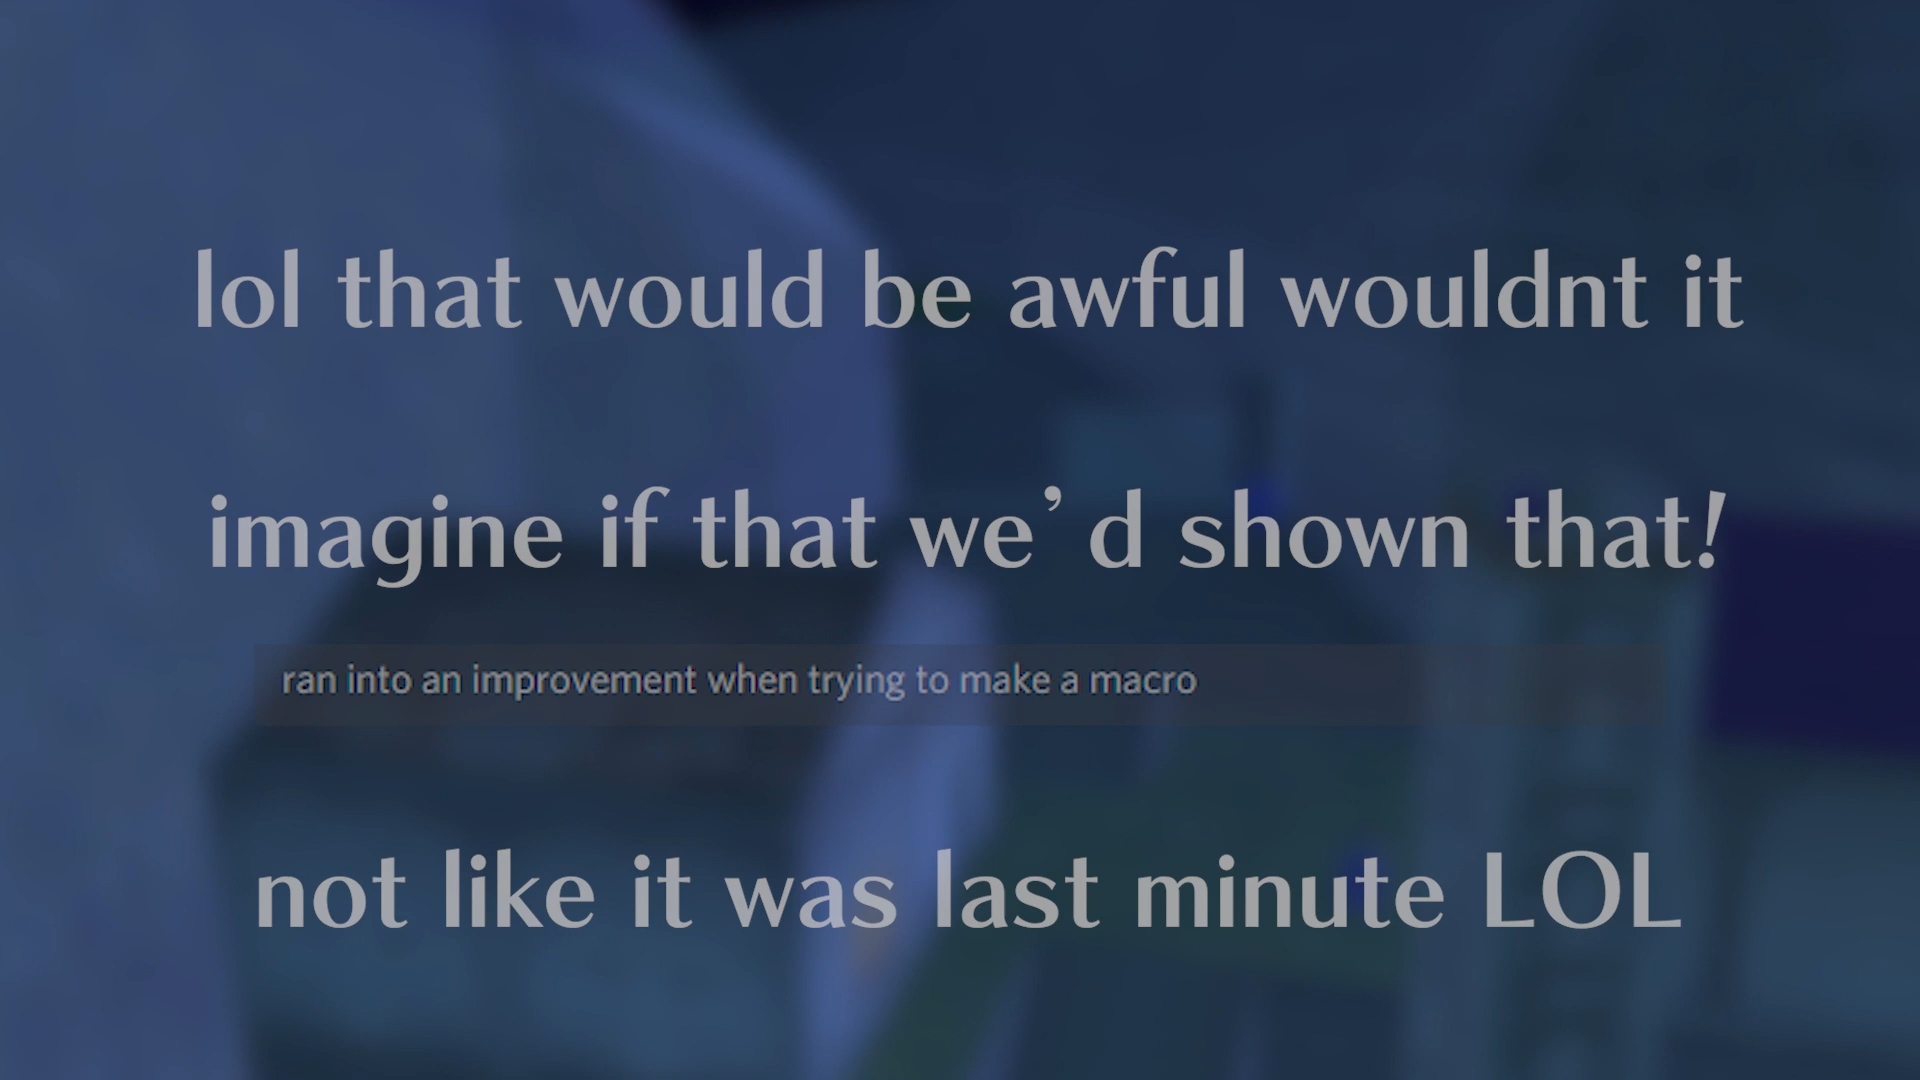 lol that would be awful wouldnt it
imagine if that we’d shown that!
ran into an improvement when trying to make a macro
not like it was last minute LOL